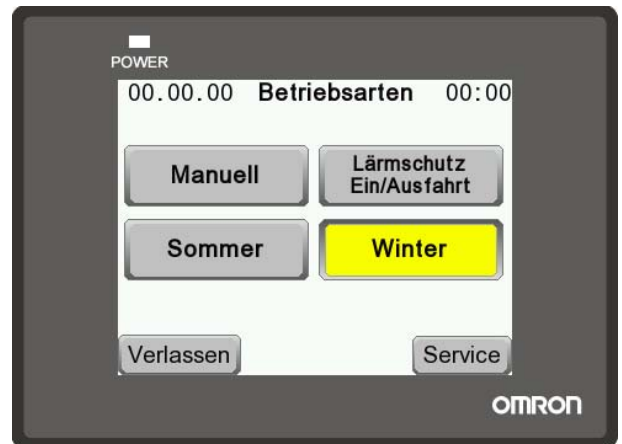 POWER
00.00.00 Betriebsarten 00:00
Manuell
Lärmschutz
Ein/Ausfahrt
Sommer
Winter
Verlassen
Service
OMRON